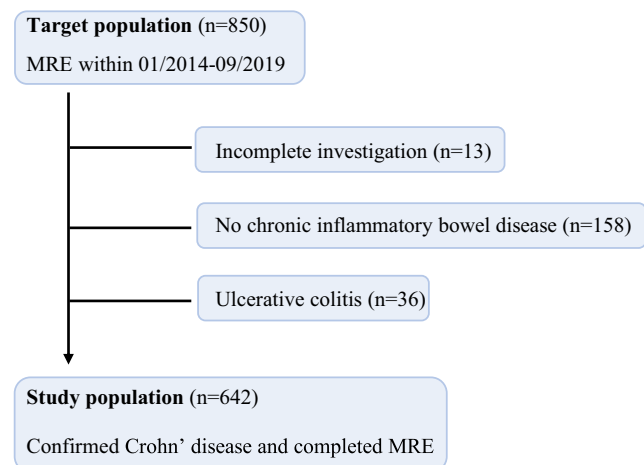 Target population (n=850)
MRE within 01/2014-09/2019
Incomplete investigation (n=13)
No chronic inflammatory bowel disease (n=158)
Ulcerative colitis (n=36)
Study population (n=642)
Confirmed Crohn’ disease and completed MRE